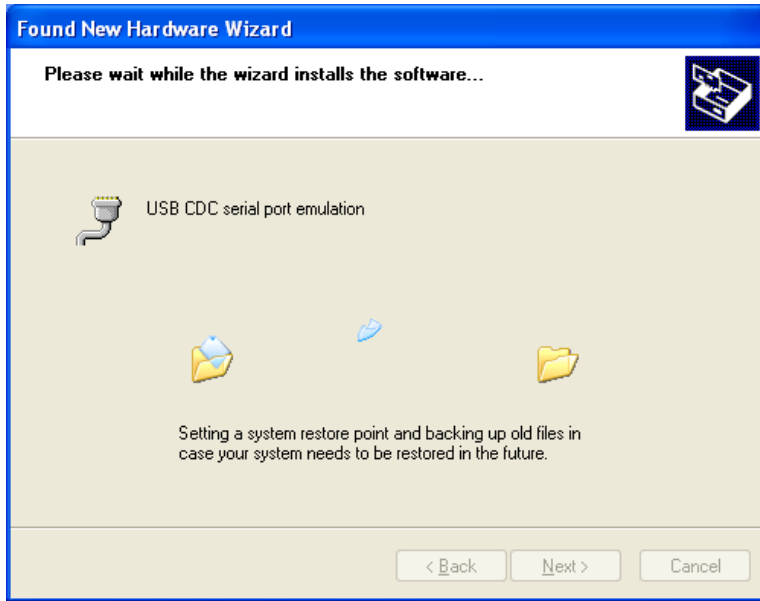 Found New Hardware Wizard
Please wait while the wizard installs the software...
USB CDC serial port emulation
Setting a system restore point and backing up old files in
case your system needs to be restored in the future.
< Back
Next >
Cancel